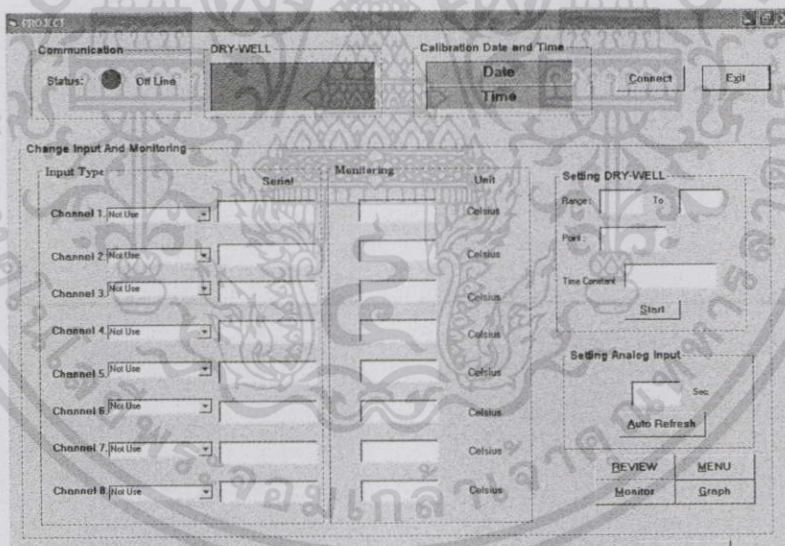 PROJECT
Communication
DRY-WELL
Calibration Date and Time
Status:
Off Line
Date
Time
Connect
Exit
Change Input And Monitoring
Input Type
Serial
Monitoring
Unit
Channel 1. Not Use Celsius
Channel 2. Not Use Celsius
Channel 3. Not Use Celsius
Channel 4. Not Use Celsius
Channel 5. Not Use Celsius
Channel 6. Not Use Celsius
Channel 7. Not Use Celsius
Channel 8. Not Use Celsius
Setting DRY-WELL
Range: To
Point :
Time Constant
Start
Setting Analog Input
Sec
Auto Refresh
REVIEW MENU
Monitor Graph